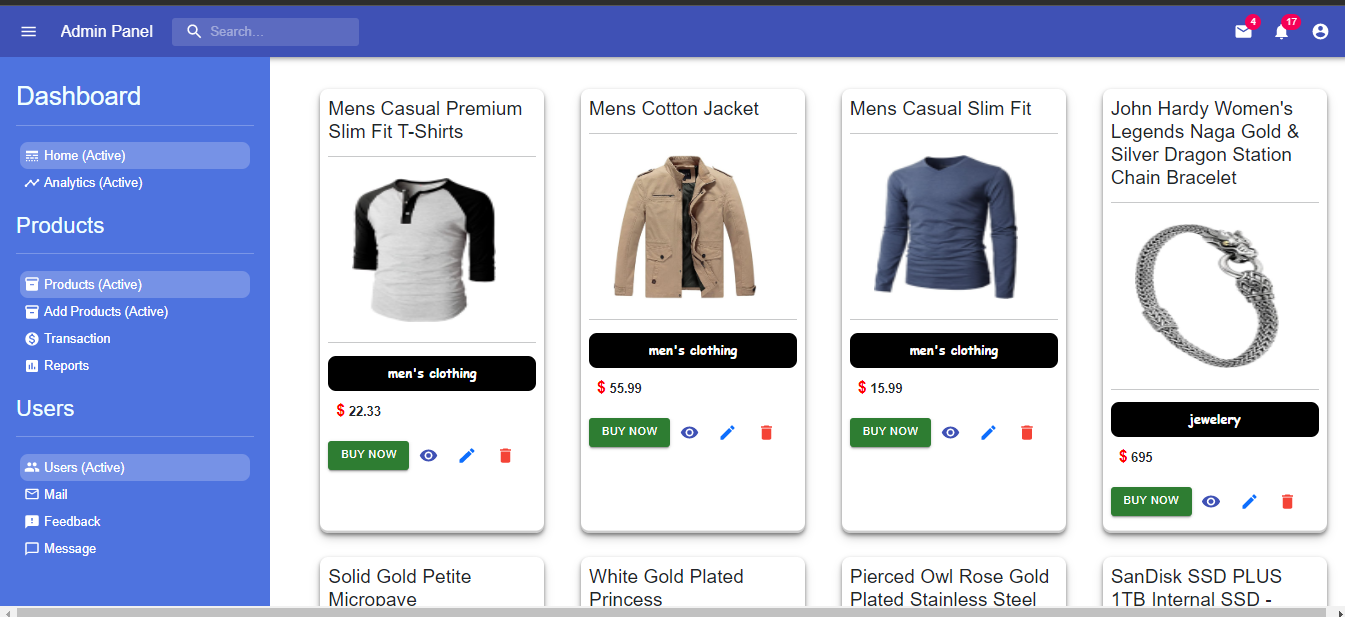 Admin Panel
Search...
4
17
Dashboard
Home (Active)
Analytics (Active)
Products
Products (Active)
Add Products (Active)
Transaction
Reports
Users
Users (Active)
Mail
Feedback
Message
Mens Casual Premium
Slim Fit T-Shirts
men's clothing
$ 22.33
BUY NOW
Mens Cotton Jacket
men's clothing
$ 55.99
BUY NOW
Mens Casual Slim Fit
men's clothing
$ 15.99
BUY NOW
John Hardy Women's
Legends Naga Gold &
Silver Dragon Station
Chain Bracelet
jewelery
$ 695
BUY NOW
Solid Gold Petite
Micropave
White Gold Plated
Princess
Pierced Owl Rose Gold
Plated Stainless Steel
SanDisk SSD PLUS
1TB Internal SSD -